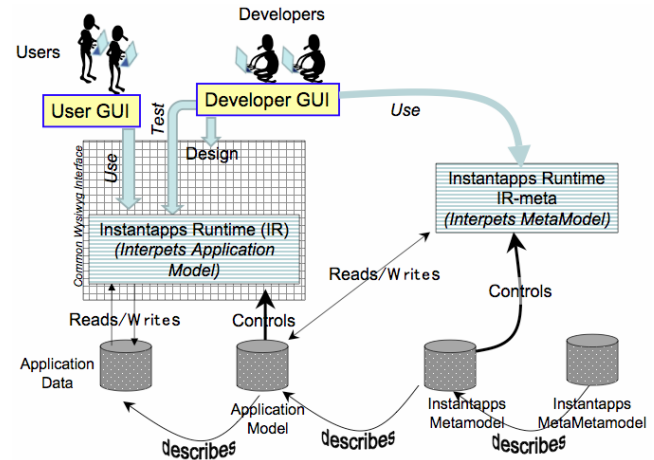 Developers
Users
User GUI
Developer GUI
Use
Test
Design
Use
Common Wysiwyg Interface
Instantapps Runtime
IR-meta
(Interpets MetaModel)
Instantapps Runtime (IR)
(Interpets Application
Model)
Reads/Writes
Controls
Reads/Writes
Controls
Application
Data
Application
Model
Instantapps
Metamodel
Instantapps
MetaMetamodel
describes
describes
describes